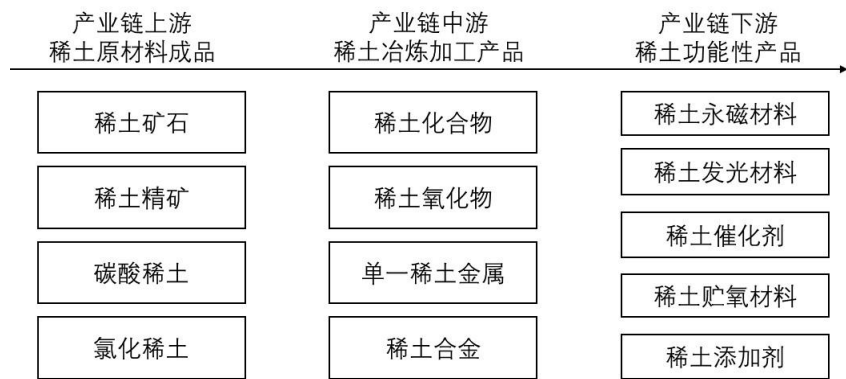 产业链上游
稀土原材料成品
产业链中游
稀土冶炼加工产品
产业链下游
稀土功能性产品
稀土矿石
稀土精矿
碳酸稀土
氯化稀土
稀土化合物
稀土氧化物
单一稀土金属
稀土合金
稀土永磁材料
稀土发光材料
稀土催化剂
稀土贮氧材料
稀土添加剂